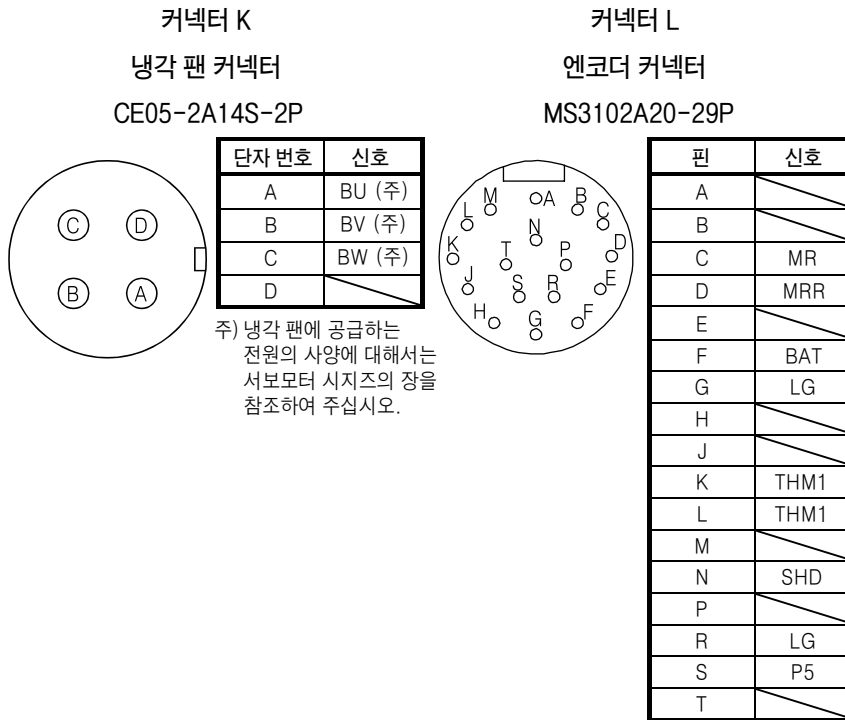 커넥터 K
냉각 팬 커넥터
CE05-2A14S-2P
C D
B A
단자 번호 신호
A BU (주)
B BV (주)
C BW (주)
D
주) 냉각 팬에 공급하는
전원의 사양에 대해서는
서보모터 시지즈의 장을
참조하여 주십시오.
커넥터 L
엔코더 커넥터
MS3102A20-29P
M A B
L N C
K T P D
J S R E
H G F
핀 신호
A
B
C MR
D MRR
E
F BAT
G LG
H
J
K THM1
L THM1
M
N SHD
P
R LG
S P5
T